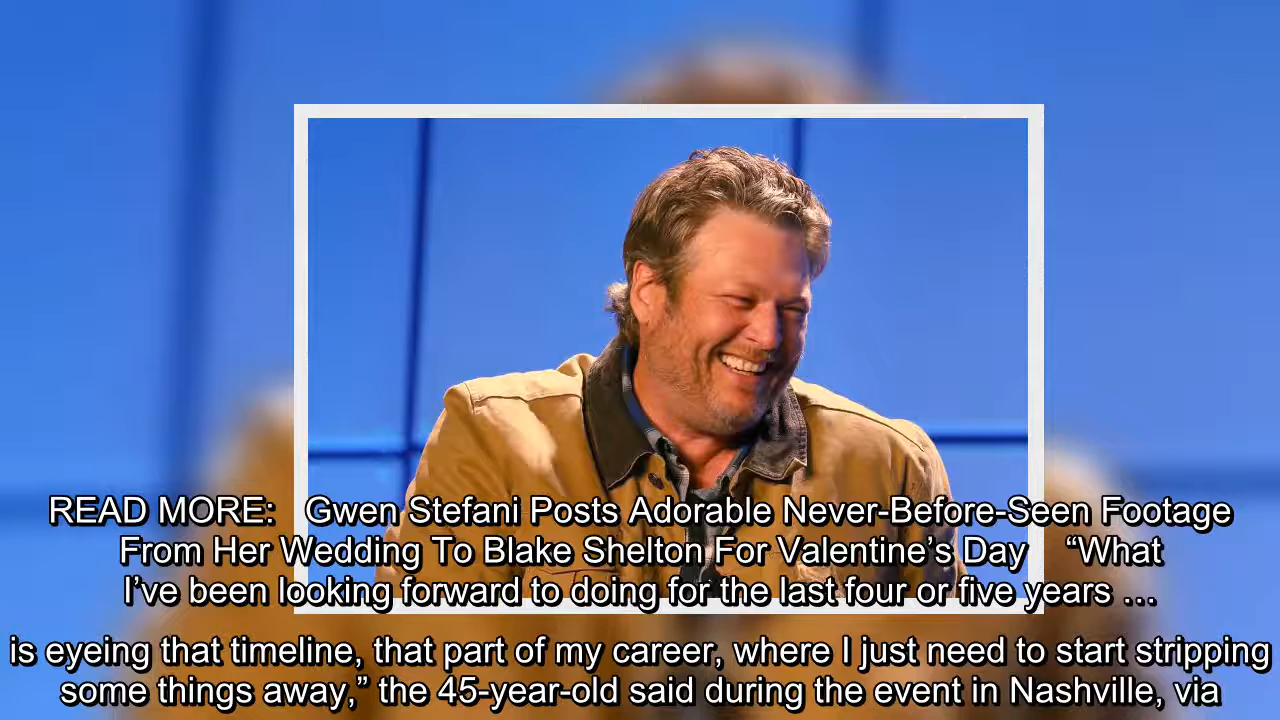 READ MORE: Gwen Stefani Posts Adorable Never-Before-Seen Footage
From Her Wedding To Blake Shelton For Valentine’s Day “What
I’ve been looking forward to doing for the last four or five years …
is eyeing that timeline, that part of my career, where I just need to start stripping
some things away,” the 45-year-old said during the event in Nashville, via